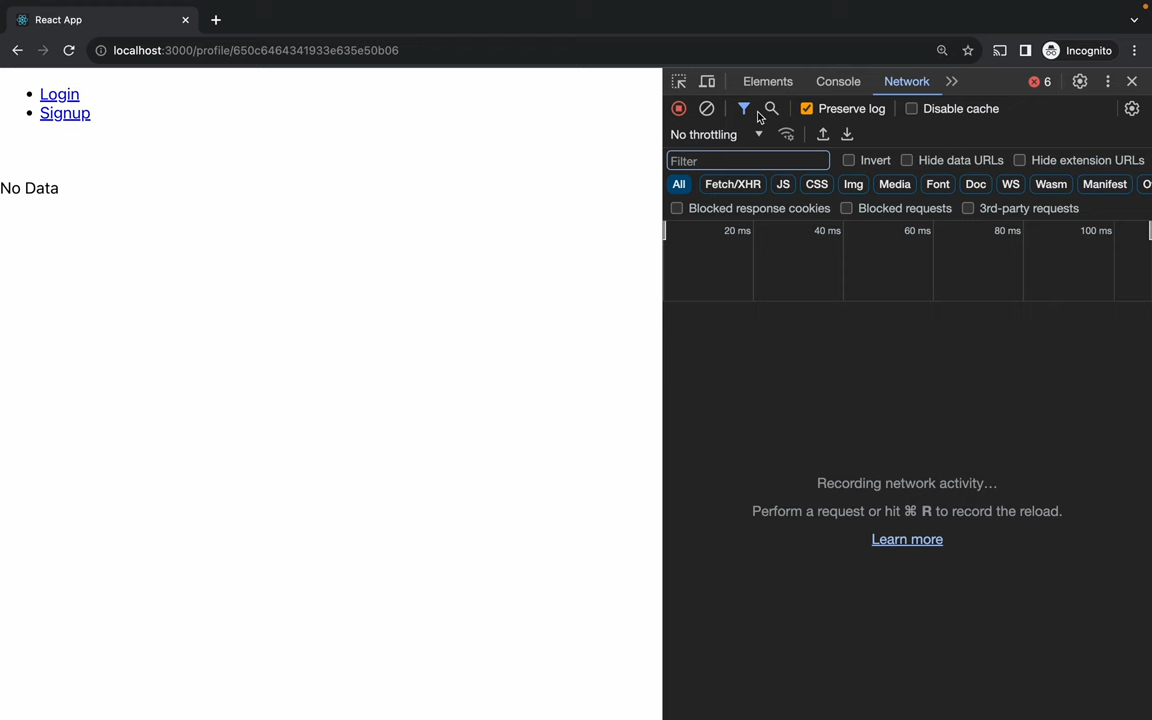 React App
localhost:3000/profile/650c6464341933e635e50b06
Incognito
Login
Signup
No Data
Elements Console Network 6
Preserve log Disable cache
No throttling
Filter Invert Hide data URLs Hide extension URLs
All Fetch/XHR JS CSS Img Media Font Doc WS Wasm Manifest O
Blocked response cookies Blocked requests 3rd-party requests
20 ms 40 ms 60 ms 80 ms 100 ms
Recording network activity…
Perform a request or hit ⌘ R to record the reload.
Learn more